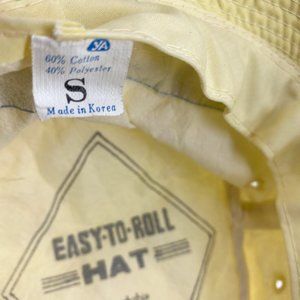 60% Cotton
40% Polyester
S
Made in Korea
EASY-TO-ROLL
HAT